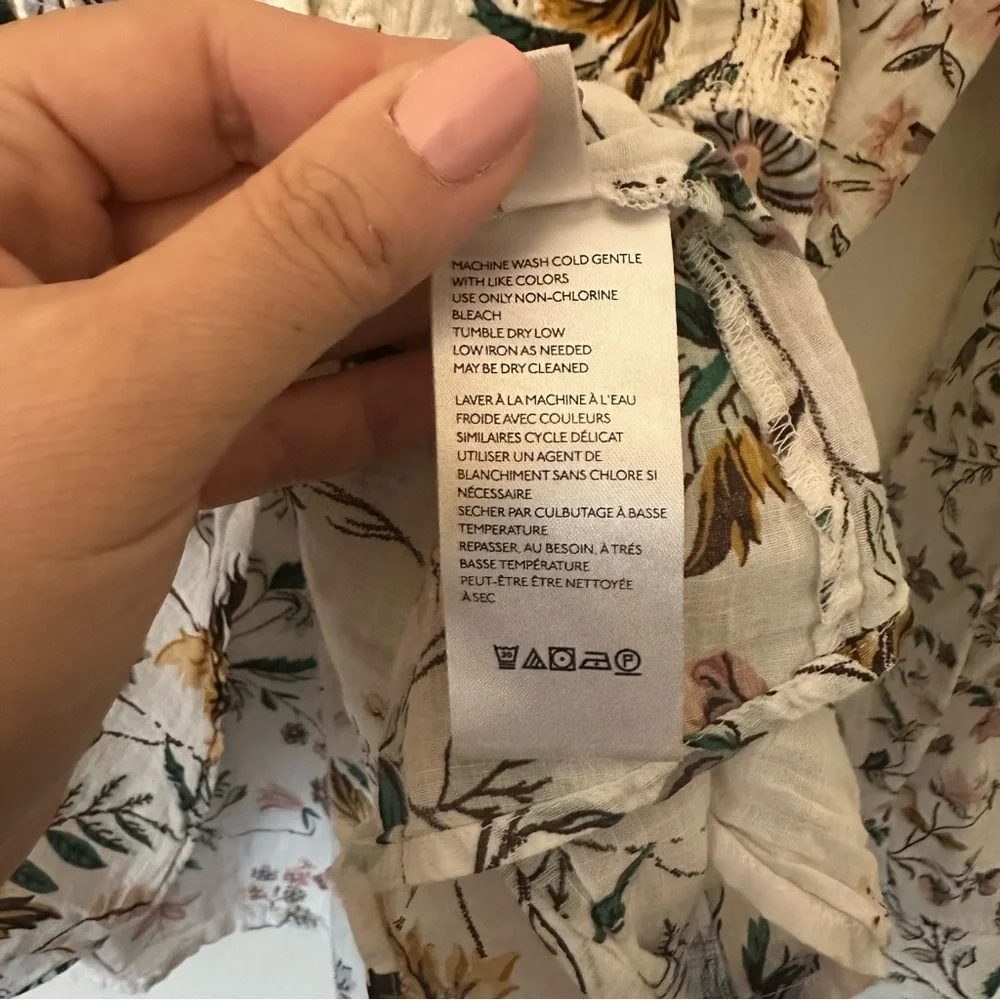 MACHINE WASH COLD GENTLE
WITH LIKE COLORS
USE ONLY NON-CHLORINE
BLEACH
TUMBLE DRY LOW
LOW IRON AS NEEDED
MAY BE DRY CLEANED
LAVER À LA MACHINE À L'EAU
FROIDE AVEC COULEURS
SIMILAIRES CYCLE DÉLICAT
UTILISER UN AGENT DE
BLANCHIMENT SANS CHLORE SI
NÉCESSAIRE
SECHER PAR CULBUTAGE À BASSE
TEMPERATURE
REPASSER, AU BESOIN, À TRÉS
BASSE TEMPÉRATURE
PEUT-ÊTRE ÊTRE NETTOYÉE
À SEC
30 P